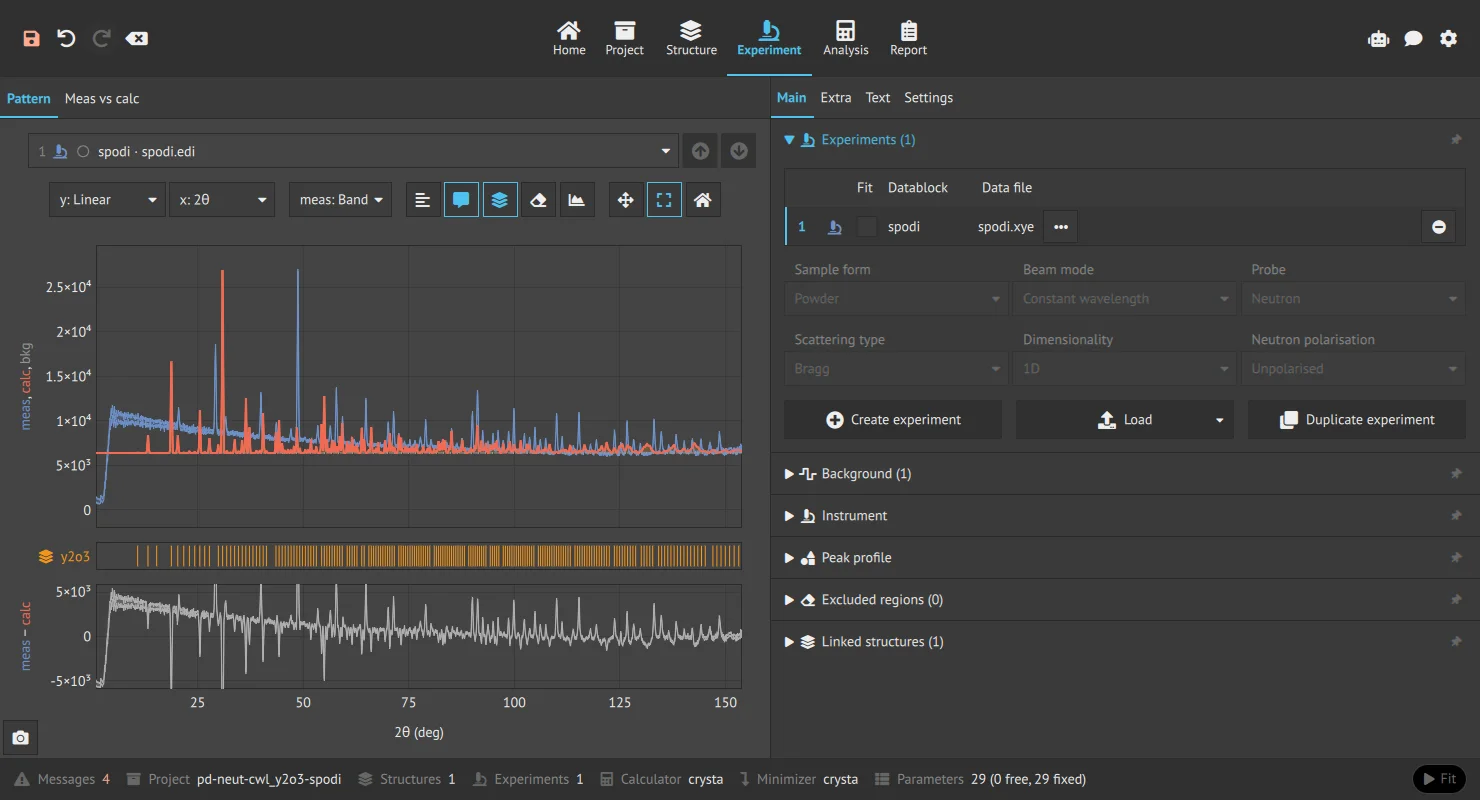 Home
Project
Structure
Experiment
Analysis
Report
Pattern
Meas vs calc
Main
Extra
Text
Settings
1 spodi · spodi.edi
y: Linear
x: 2θ
meas: Band
2.5×10⁴
2×10⁴
1.5×10⁴
1×10⁴
5×10³
0
meas, calc, bkg
y2o3
5×10³
0
-5×10³
meas − calc
25
50
75
100
125
150
2θ (deg)
Experiments (1)
Fit Datablock Data file
1 spodi spodi.xye
Sample form
Beam mode
Probe
Powder
Constant wavelength
Neutron
Scattering type
Dimensionality
Neutron polarisation
Bragg
1D
Unpolarised
Create experiment
Load
Duplicate experiment
Background (1)
Instrument
Peak profile
Excluded regions (0)
Linked structures (1)
Messages 4
Project pd-neut-cwl_y2o3-spodi
Structures 1
Experiments 1
Calculator crysta
Minimizer crysta
Parameters 29 (0 free, 29 fixed)
Fit